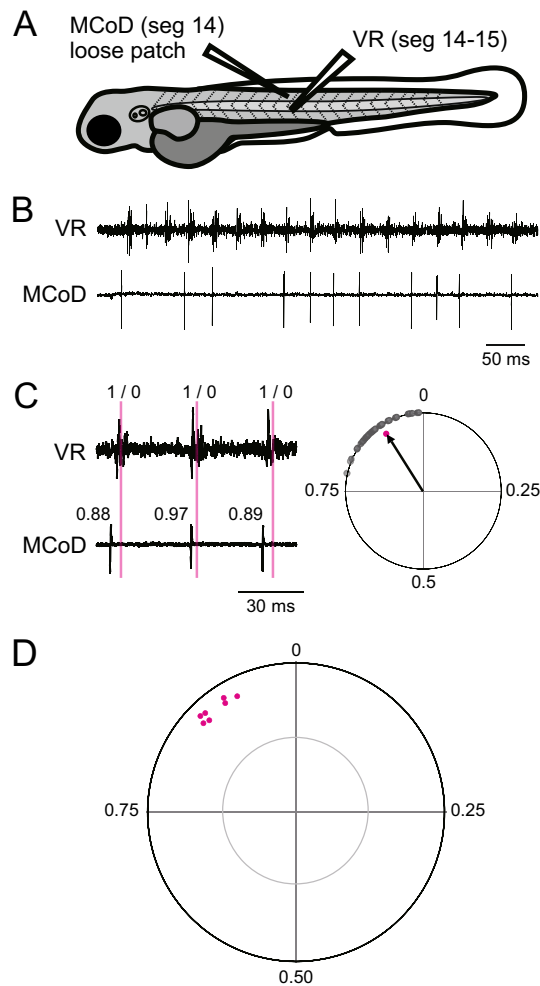 A
MCoD (seg 14)
loose patch
VR (seg 14-15)
B
VR
MCoD
50 ms
C
1 / 0 1 / 0 1 / 0
VR
0.88 0.97 0.89
MCoD
30 ms
0
0.75 0.25
0.5
D
0
0.75 0.25
0.50